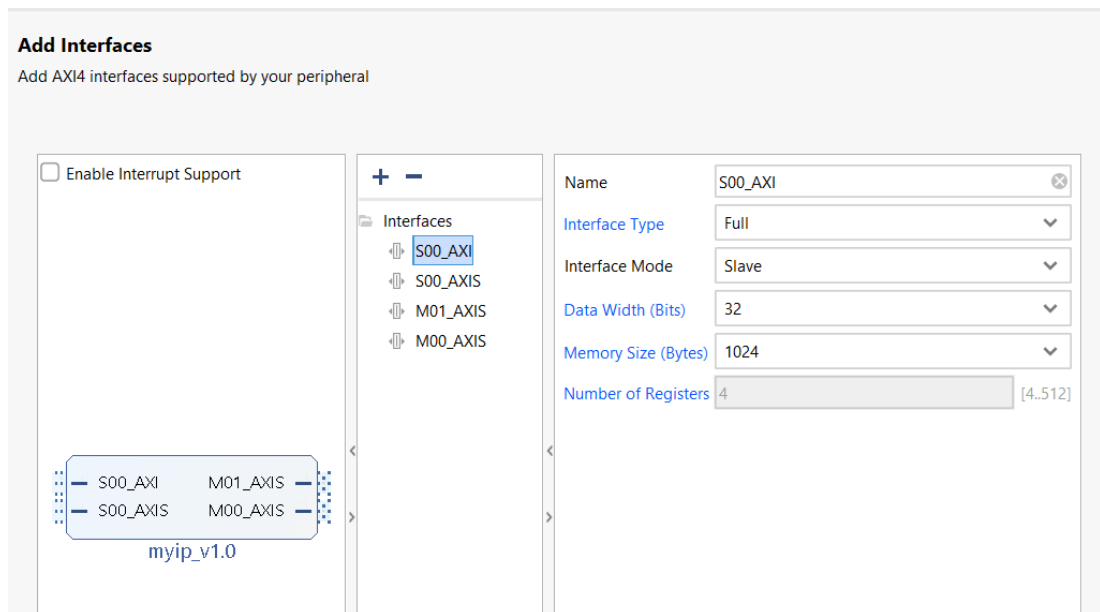 Add Interfaces
Add AXI4 interfaces supported by your peripheral
Enable Interrupt Support
S00_AXI M01_AXIS
S00_AXIS M00_AXIS
myip_v1.0
Interfaces
S00_AXI
S00_AXIS
M01_AXIS
M00_AXIS
Name S00_AXI
Interface Type Full
Interface Mode Slave
Data Width (Bits) 32
Memory Size (Bytes) 1024
Number of Registers 4 [4..512]